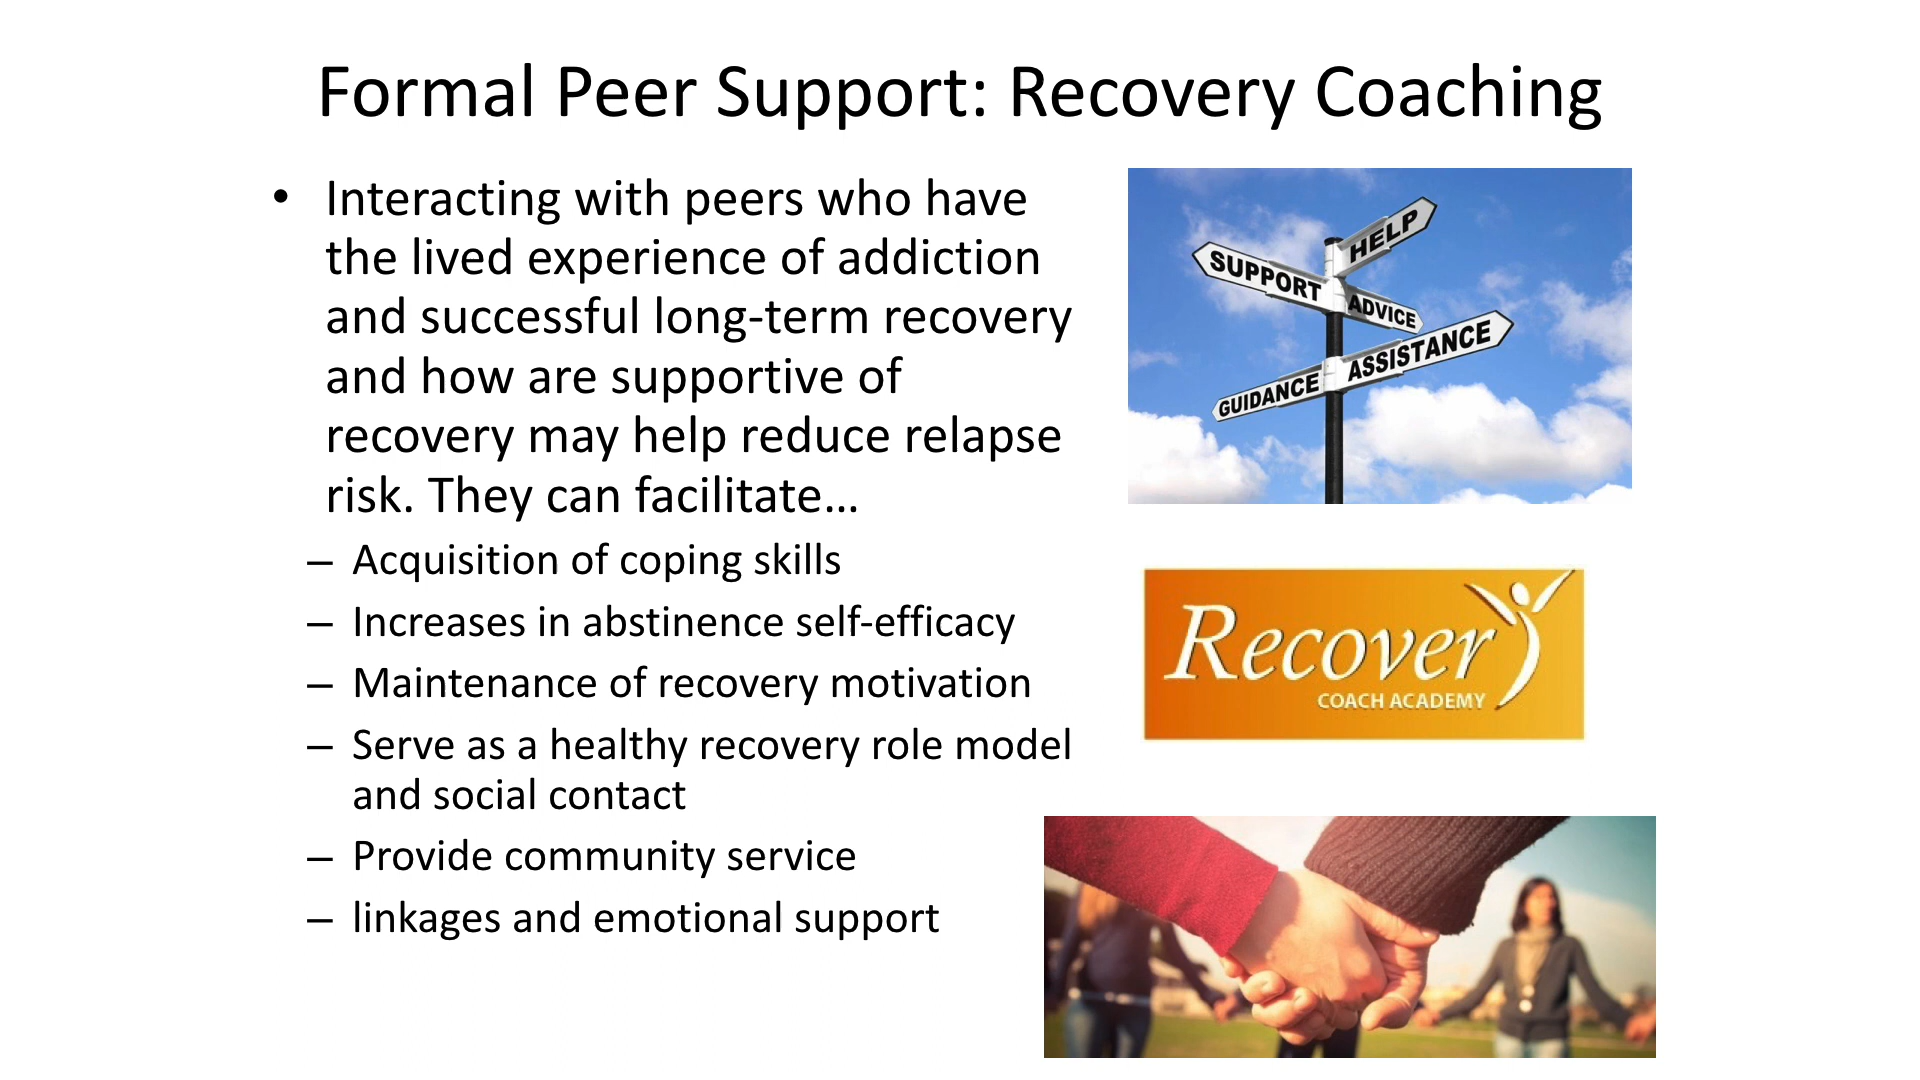 Formal Peer Support: Recovery Coaching
• Interacting with peers who have
the lived experience of addiction
and successful long-term recovery
and how are supportive of
recovery may help reduce relapse
risk. They can facilitate…
– Acquisition of coping skills
– Increases in abstinence self-efficacy
– Maintenance of recovery motivation
– Serve as a healthy recovery role model
and social contact
– Provide community service
– linkages and emotional support
HELP
SUPPORT
ADVICE
ASSISTANCE
GUIDANCE
Recovery
COACH ACADEMY